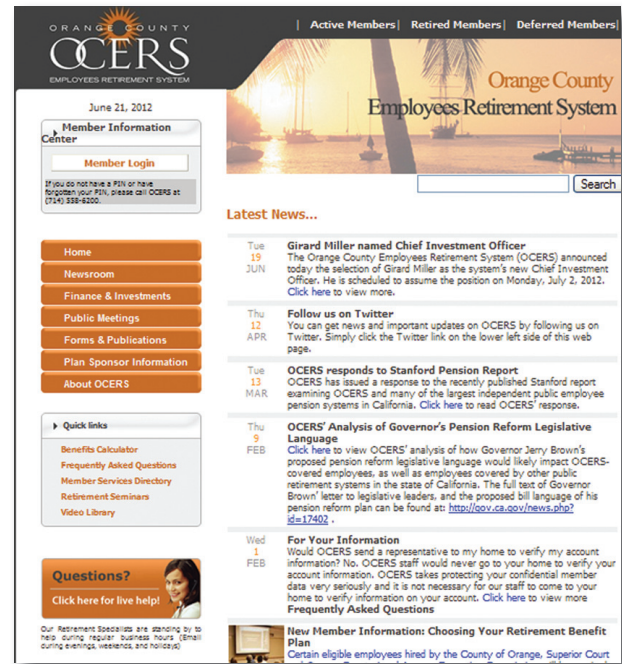 ORANGE COUNTY
OCERS
EMPLOYEES RETIREMENT SYSTEM
| Active Members| Retired Members| Deferred Members|
Orange County
Employees Retirement System
June 21, 2012
Member Information
Center
Member Login
If you do not have a PIN or have
forgotten your PIN, please call OCERS at
(714) 558-6200.
Search
Home
Newsroom
Finance & Investments
Public Meetings
Forms & Publications
Plan Sponsor Information
About OCERS
Quick links
Benefits Calculator
Frequently Asked Questions
Member Services Directory
Retirement Seminars
Video Library
Questions?
Click here for live help!
Our Retirement Specialists are standing by to
help during regular business hours (Email
during evenings, weekends, and holidays)
Latest News...
Tue
19
JUN
Girard Miller named Chief Investment Officer
The Orange County Employees Retirement System (OCERS) announced
today the selection of Girard Miller as the system's new Chief Investment
Officer. He is scheduled to assume the position on Monday, July 2, 2012.
Click here to view more.
Thu
12
APR
Follow us on Twitter
You can get news and important updates on OCERS by following us on
Twitter. Simply click the Twitter link on the lower left side of this web
page.
Tue
13
MAR
OCERS responds to Stanford Pension Report
OCERS has issued a response to the recently published Stanford report
examining OCERS and many of the largest independent public employee
pension systems in California. Click here to read OCERS' response.
Thu
9
FEB
OCERS' Analysis of Governor's Pension Reform Legislative
Language
Click here to view OCERS' analysis of how Governor Jerry Brown's
proposed pension reform legislative language would likely impact OCERS-
covered employees, as well as employees covered by other public
retirement systems in the state of California. The full text of Governor
Brown' letter to legislative leaders, and the proposed bill language of his
pension reform plan can be found at: http://gov.ca.gov/news.php?
id=17402 .
Wed
1
FEB
For Your Information
Would OCERS send a representative to my home to verify my account
information? No. OCERS staff would never go to your home to verify your
account information. OCERS takes protecting your confidential member
data very seriously and it is not necessary for our staff to come to your
home to verify information on your account. Click here to view more
Frequently Asked Questions
New Member Information: Choosing Your Retirement Benefit
Plan
Certain eligible employees hired by the County of Orange, Superior Court